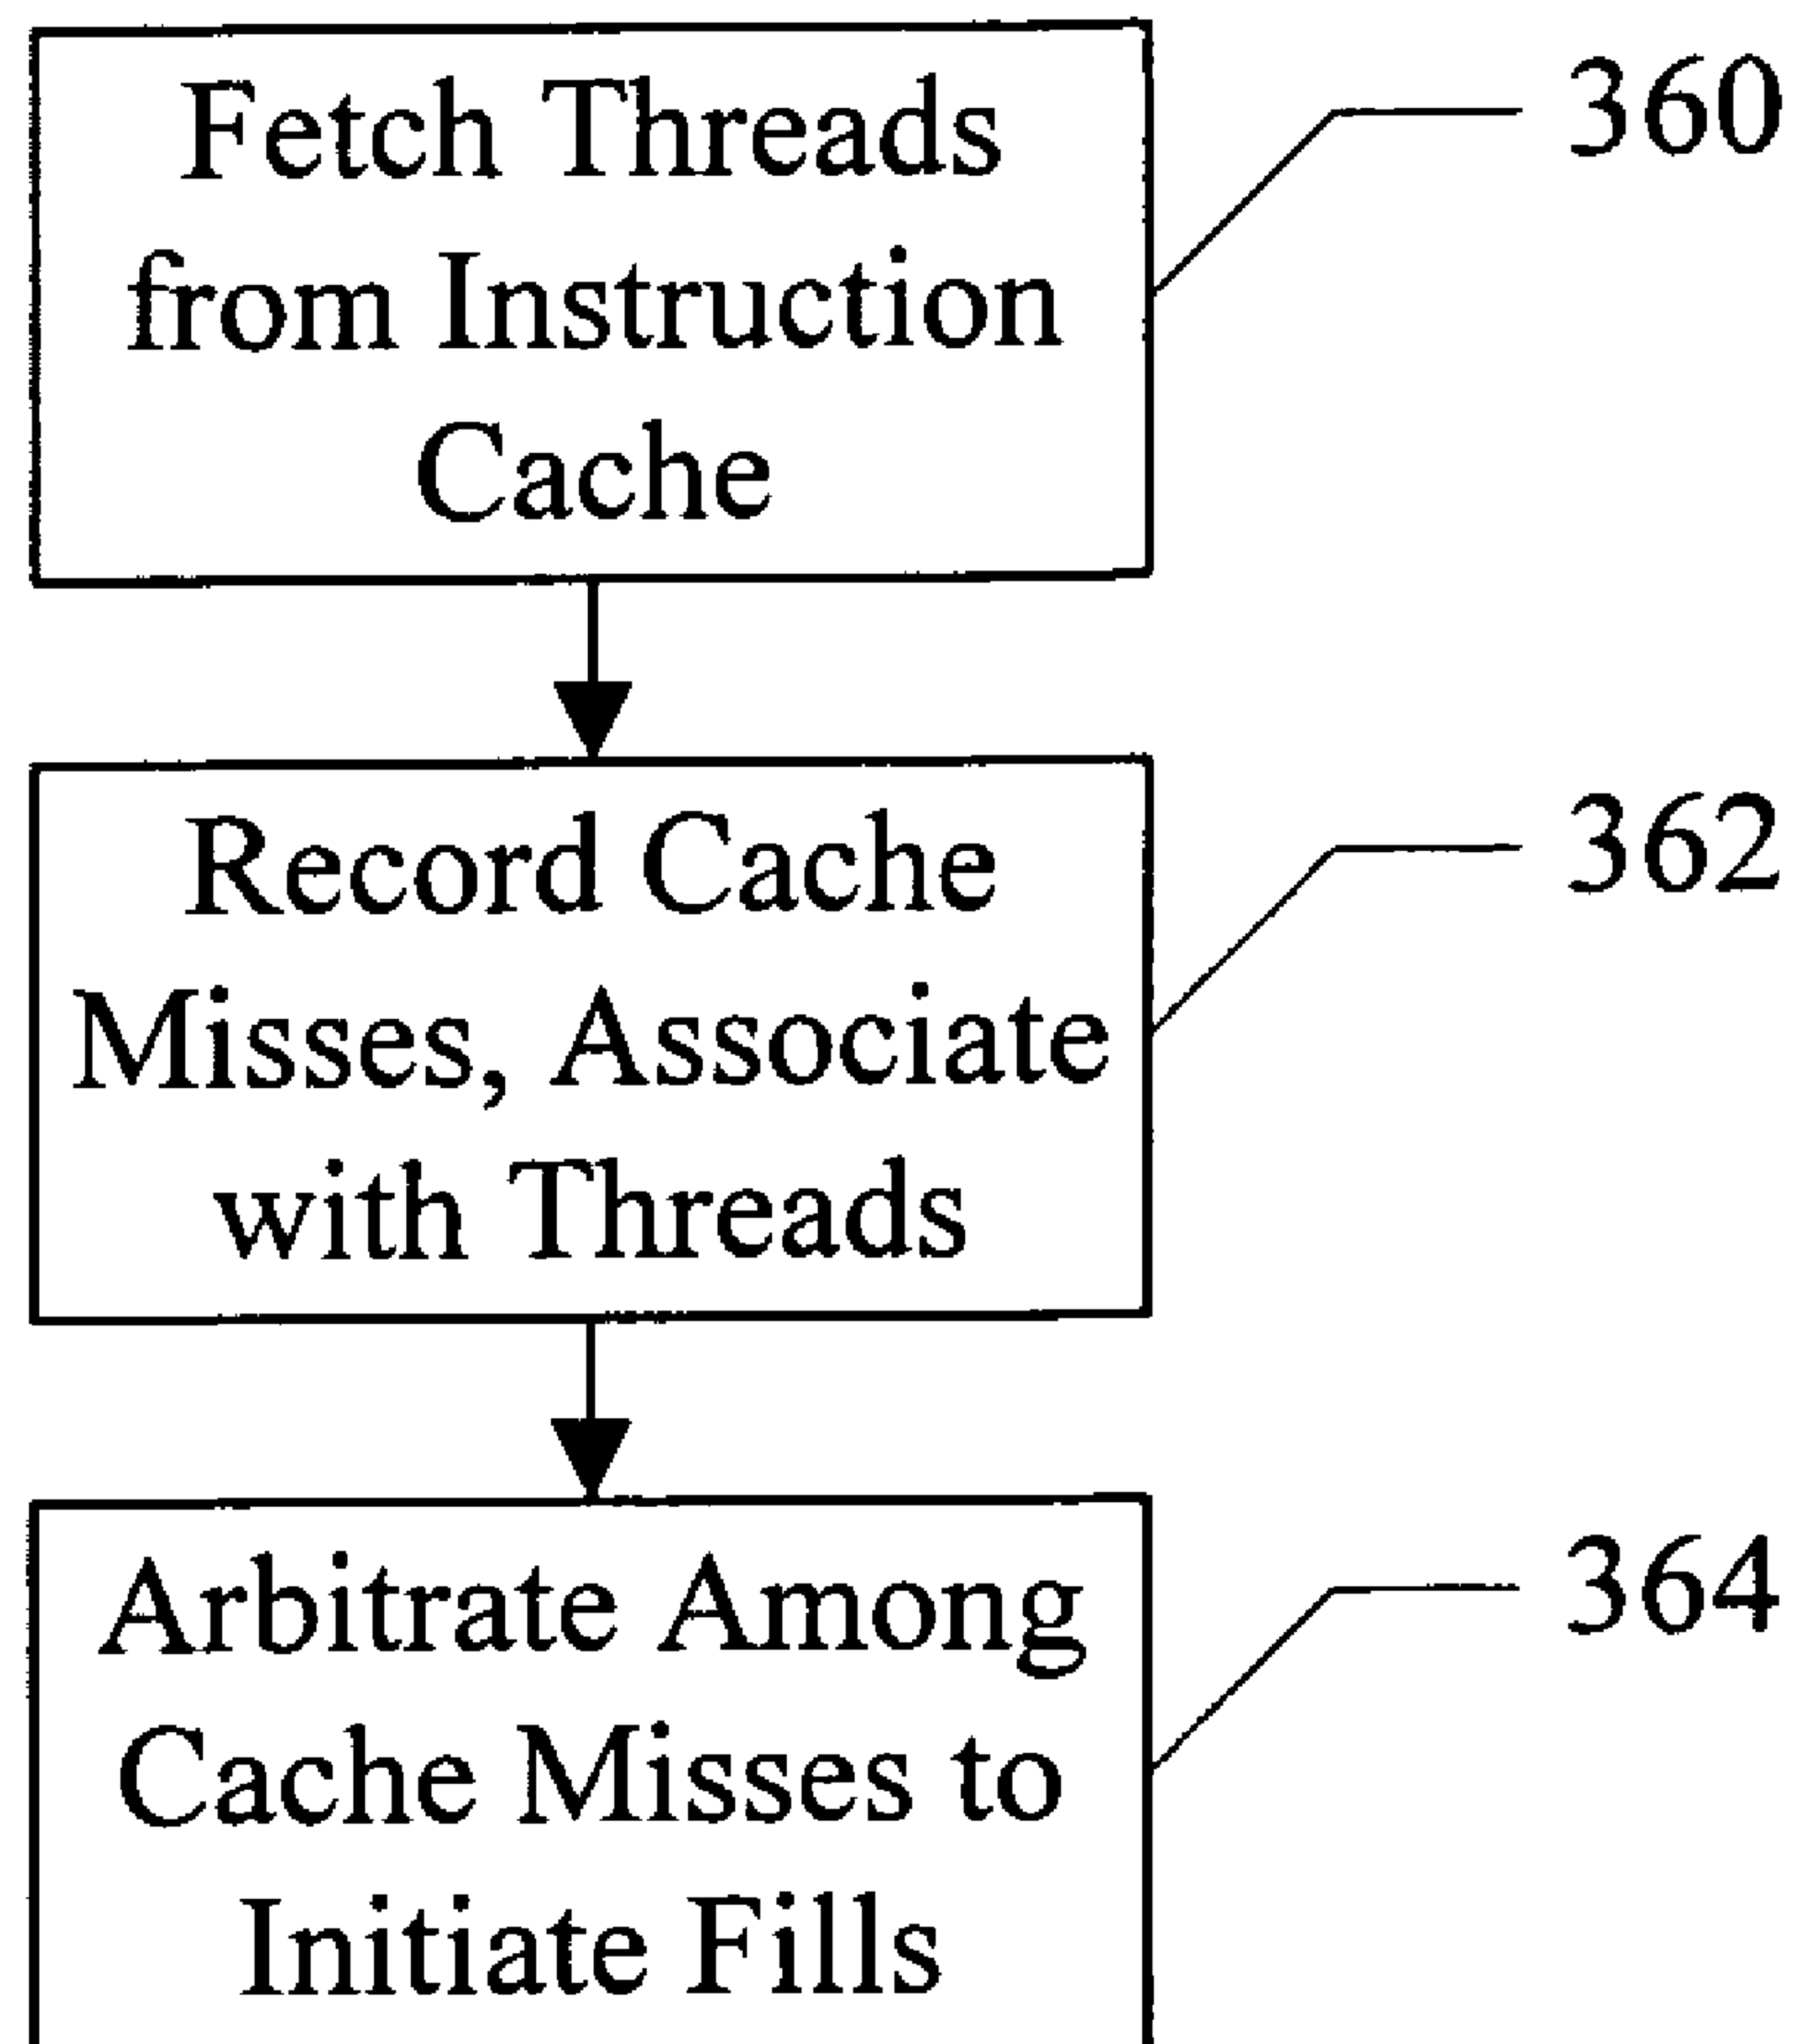 Fetch Threads
from Instruction
Cache
360
Record Cache
Misses, Associate
with Threads
362
Arbitrate Among
Cache Misses to
Initiate Fills
364